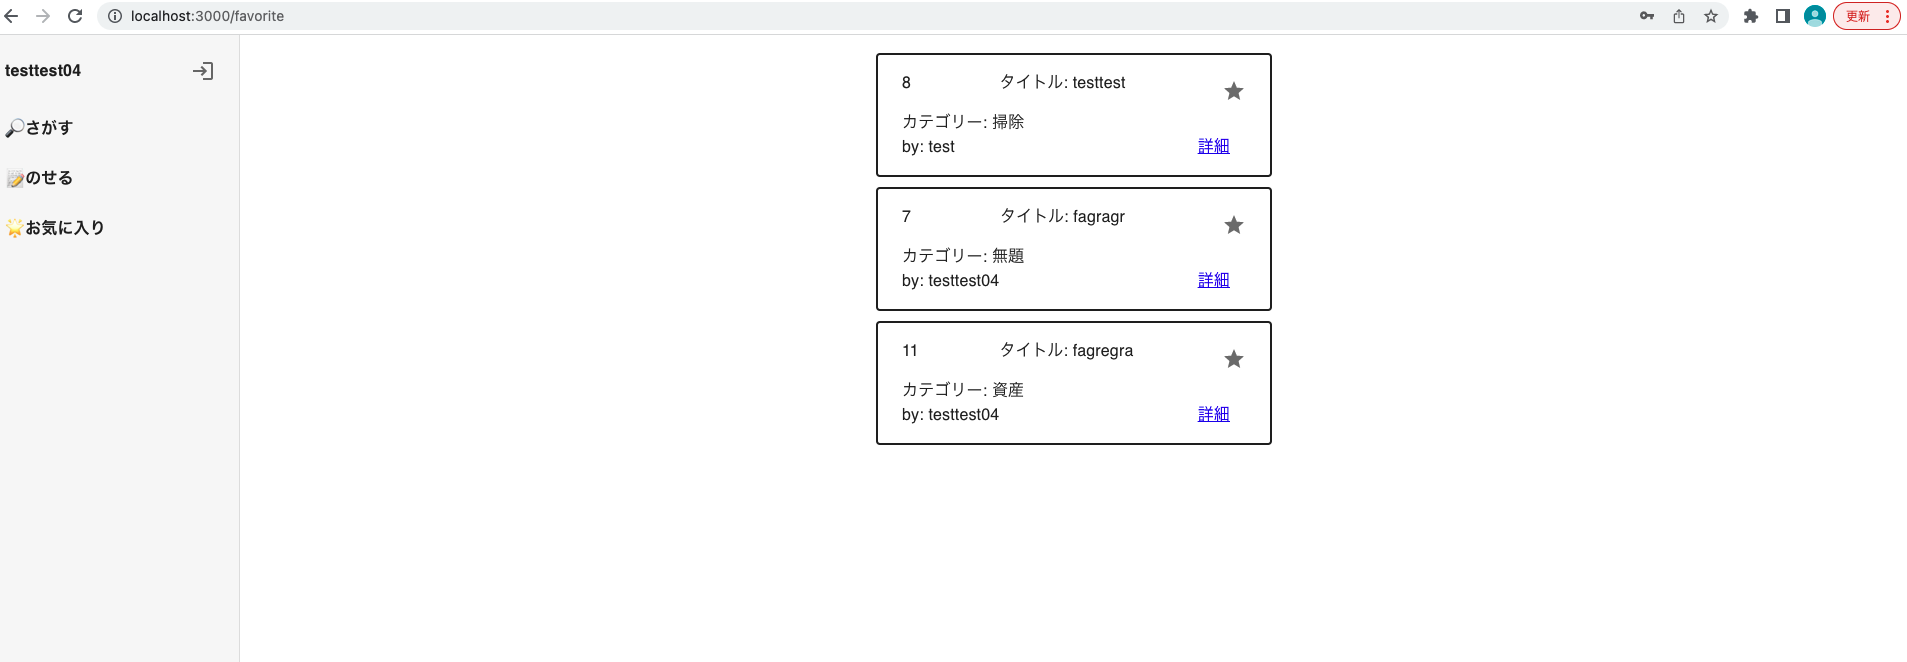 localhost:3000/favorite
更新
testtest04
さがす
のせる
お気に入り
8 タイトル: testtest
カテゴリー: 掃除
by: test 詳細
7 タイトル: fagragr
カテゴリー: 無題
by: testtest04 詳細
11 タイトル: fagregra
カテゴリー: 資産
by: testtest04 詳細